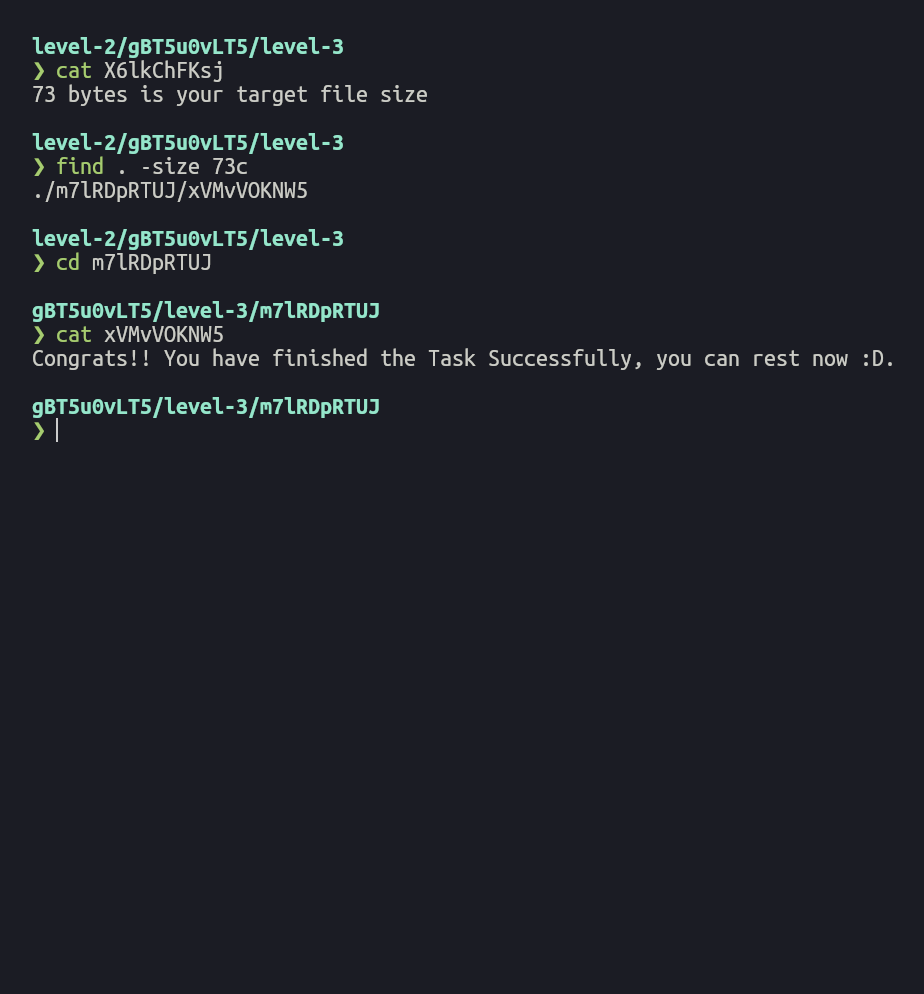 level-2/gBT5u0vLT5/level-3
❯ cat X6lkChFKsj
73 bytes is your target file size
level-2/gBT5u0vLT5/level-3
❯ find . -size 73c
./m7lRDpRTUJ/xVMvVOKNW5
level-2/gBT5u0vLT5/level-3
❯ cd m7lRDpRTUJ
gBT5u0vLT5/level-3/m7lRDpRTUJ
❯ cat xVMvVOKNW5
Congrats!! You have finished the Task Successfully, you can rest now :D.
gBT5u0vLT5/level-3/m7lRDpRTUJ
❯